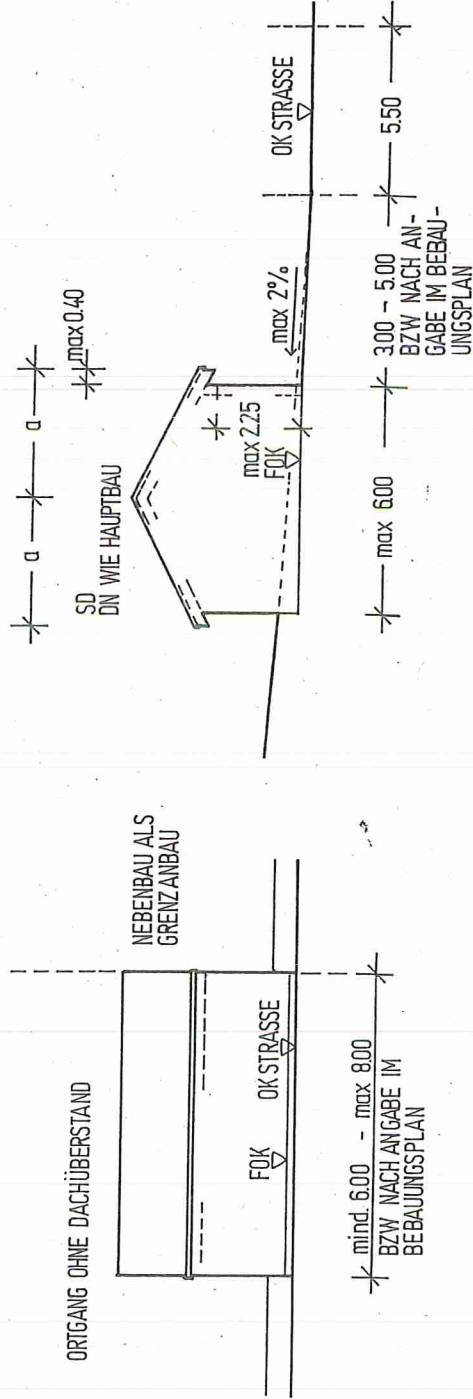 ORTGANG OHNE DACHÜBERSTAND
NEBENBAU ALS
GRENZANBAU
FOK
OK STRASSE
mind. 6.00 - max 8.00
BZW NACH ANGABE IM
BEBAUUNGSPLAN
a
a
max 0.40
SD
DN WIE HAUPTBAU
max 2.25
FOK
max 2%
OK STRASSE
max 6.00
3.00 - 5.00
BZW NACH AN-
GABE IM BEBAU-
UNGSPLAN
5.50